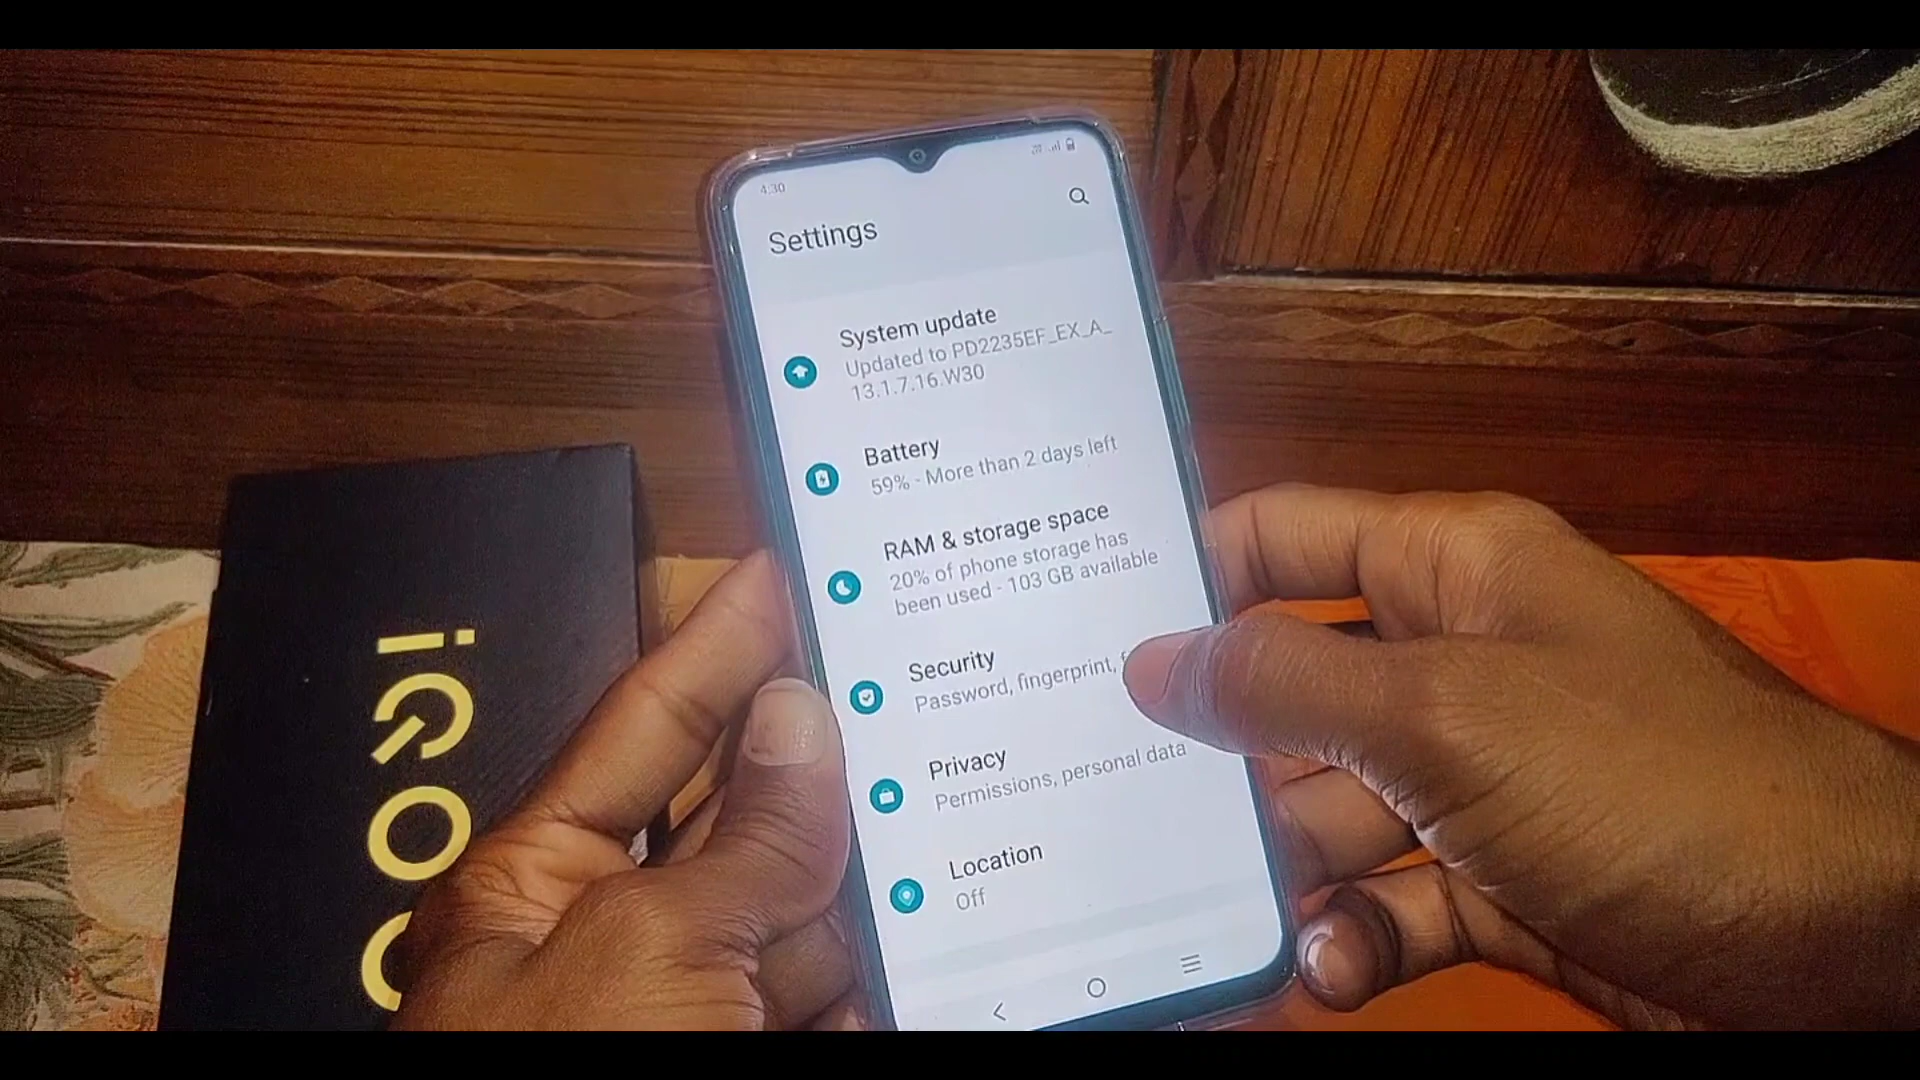 4:30
Settings
System update
Updated to PD2235EF_EX_A_
13.1.7.16.W30
Battery
59% - More than 2 days left
RAM & storage space
20% of phone storage has
been used - 103 GB available
Security
Password, fingerprint,
Privacy
Permissions, personal data
Location
Off
iQOO